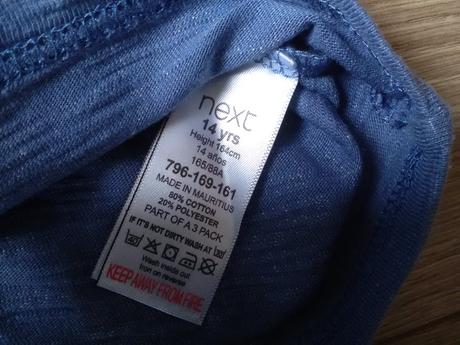 next
14 yrs
Height 164cm
14 años
165/88A
796-169-161
MADE IN MAURITIUS
80% COTTON
20% POLYESTER
PART OF A 3 PACK
IF IT'S NOT DIRTY WASH AT 30
40
Wash inside out
Iron on reverse
KEEP AWAY FROM FIRE